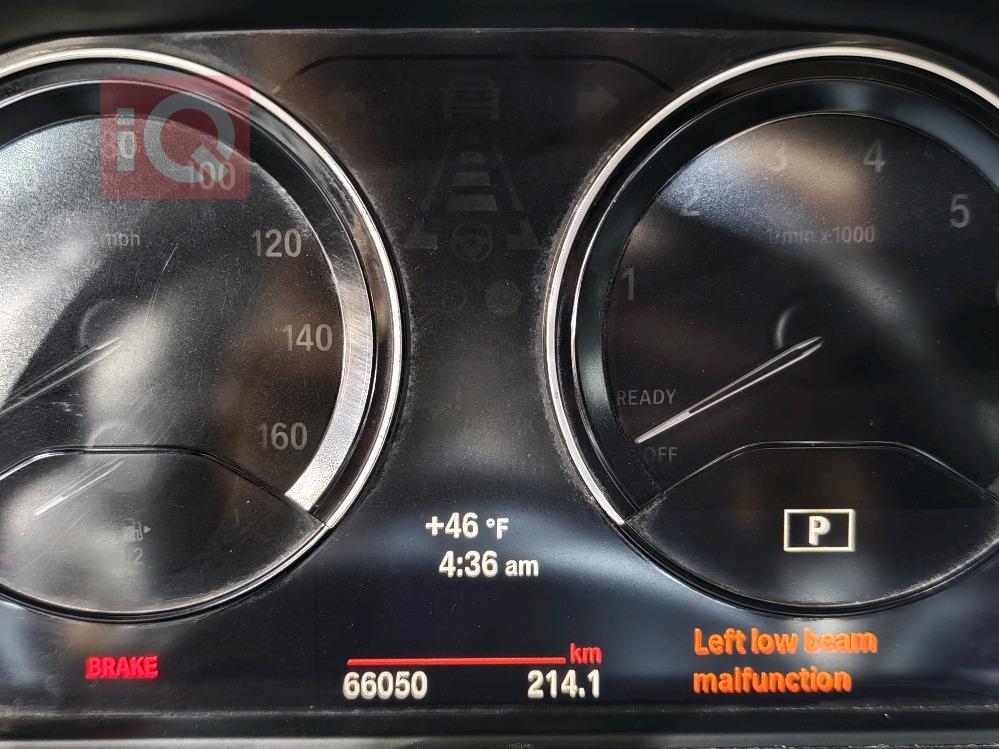 iQ
100
120
140
160
mph
1
2
3
4
5
1/min x 1000
READY
OFF
+46 °F
4:36 am
P
BRAKE
km
66050 214.1
Left low beam
malfunction